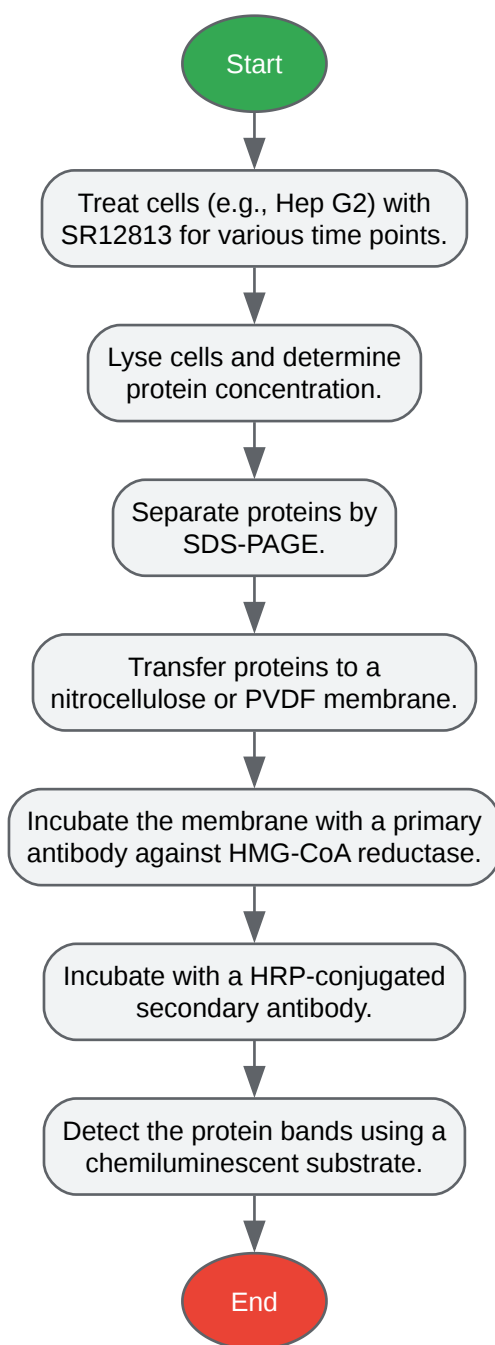 Start
Treat cells (e.g., Hep G2) with
SR12813 for various time points.
Lyse cells and determine
protein concentration.
Separate proteins by
SDS-PAGE.
Transfer proteins to a
nitrocellulose or PVDF membrane.
Incubate the membrane with a primary
antibody against HMG-CoA reductase.
Incubate with a HRP-conjugated
secondary antibody.
Detect the protein bands using a
chemiluminescent substrate.
End